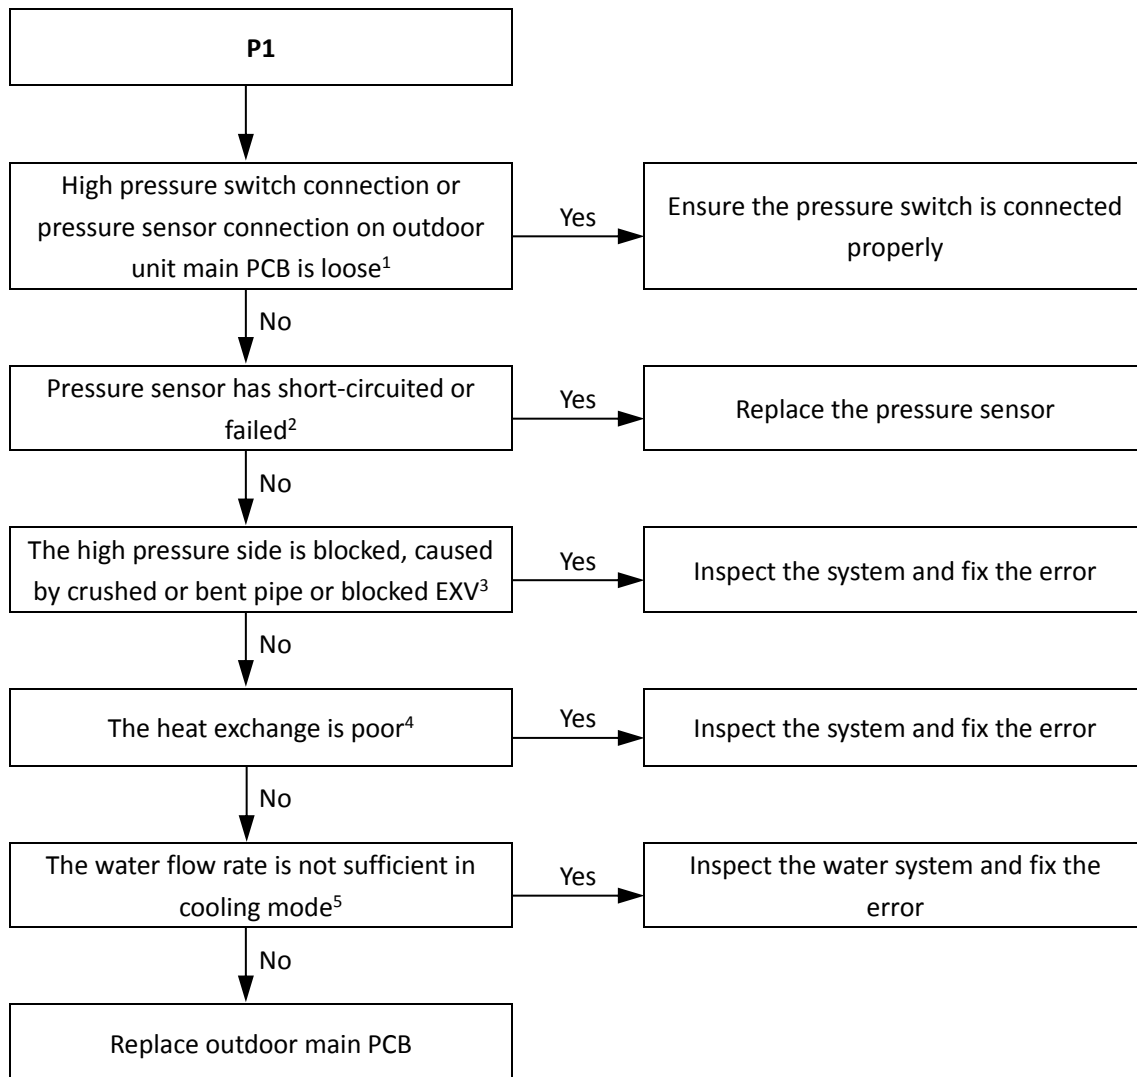 P1
High pressure switch connection or
pressure sensor connection on outdoor
unit main PCB is loose¹
Yes
Ensure the pressure switch is connected
properly
No
Pressure sensor has short-circuited or
failed²
Yes
Replace the pressure sensor
No
The high pressure side is blocked, caused
by crushed or bent pipe or blocked EXV³
Yes
Inspect the system and fix the error
No
The heat exchange is poor⁴
Yes
Inspect the system and fix the error
No
The water flow rate is not sufficient in
cooling mode⁵
Yes
Inspect the water system and fix the
error
No
Replace outdoor main PCB